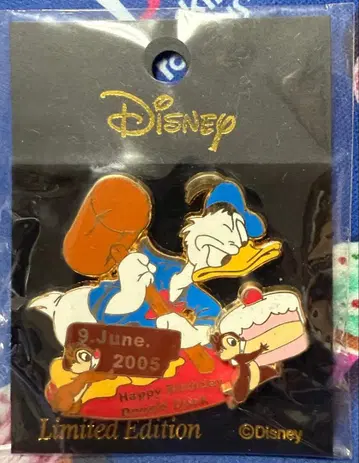 Disney
9.June.
2005
Happy Birthday
Donald Duck
Limited Edition
©Disney